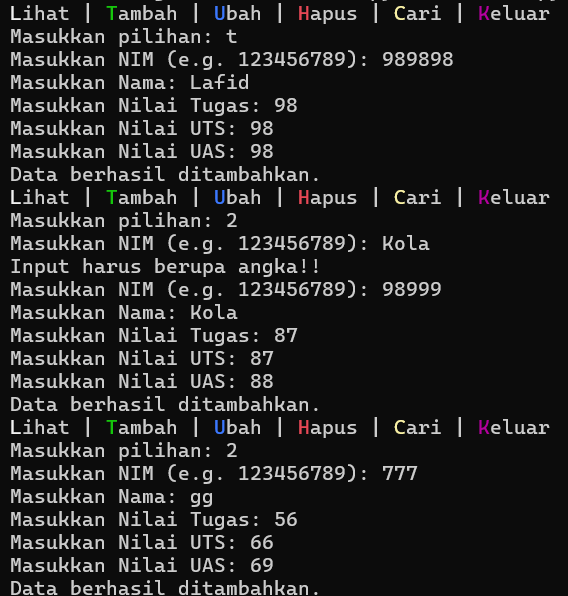 Lihat | Tambah | Ubah | Hapus | Cari | Keluar
Masukkan pilihan: t
Masukkan NIM (e.g. 123456789): 989898
Masukkan Nama: Lafid
Masukkan Nilai Tugas: 98
Masukkan Nilai UTS: 98
Masukkan Nilai UAS: 98
Data berhasil ditambahkan.
Lihat | Tambah | Ubah | Hapus | Cari | Keluar
Masukkan pilihan: 2
Masukkan NIM (e.g. 123456789): Kola
Input harus berupa angka!!
Masukkan NIM (e.g. 123456789): 98999
Masukkan Nama: Kola
Masukkan Nilai Tugas: 87
Masukkan Nilai UTS: 87
Masukkan Nilai UAS: 88
Data berhasil ditambahkan.
Lihat | Tambah | Ubah | Hapus | Cari | Keluar
Masukkan pilihan: 2
Masukkan NIM (e.g. 123456789): 777
Masukkan Nama: gg
Masukkan Nilai Tugas: 56
Masukkan Nilai UTS: 66
Masukkan Nilai UAS: 69
Data berhasil ditambahkan.